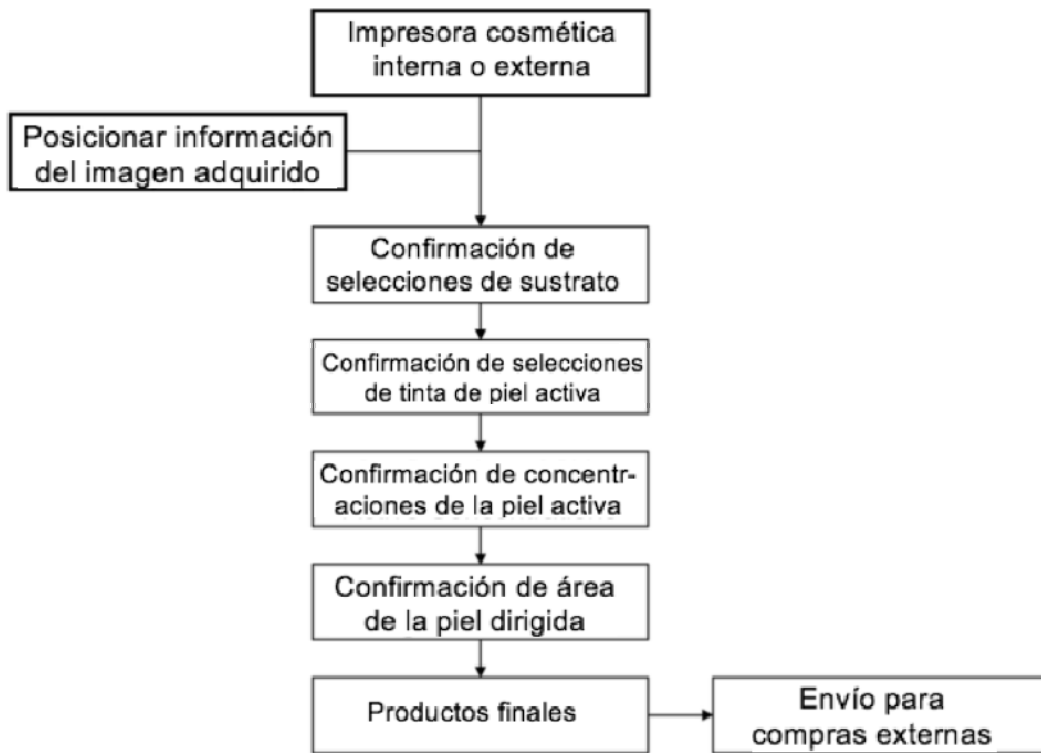 Impresora cosmética
interna o externa
Posicionar información
del imagen adquirido
Confirmación de
selecciones de sustrato
Confirmación de selecciones
de tinta de piel activa
Confirmación de concentr-
aciones de la piel activa
Confirmación de área
de la piel dirigida
Productos finales
Envío para
compras externas